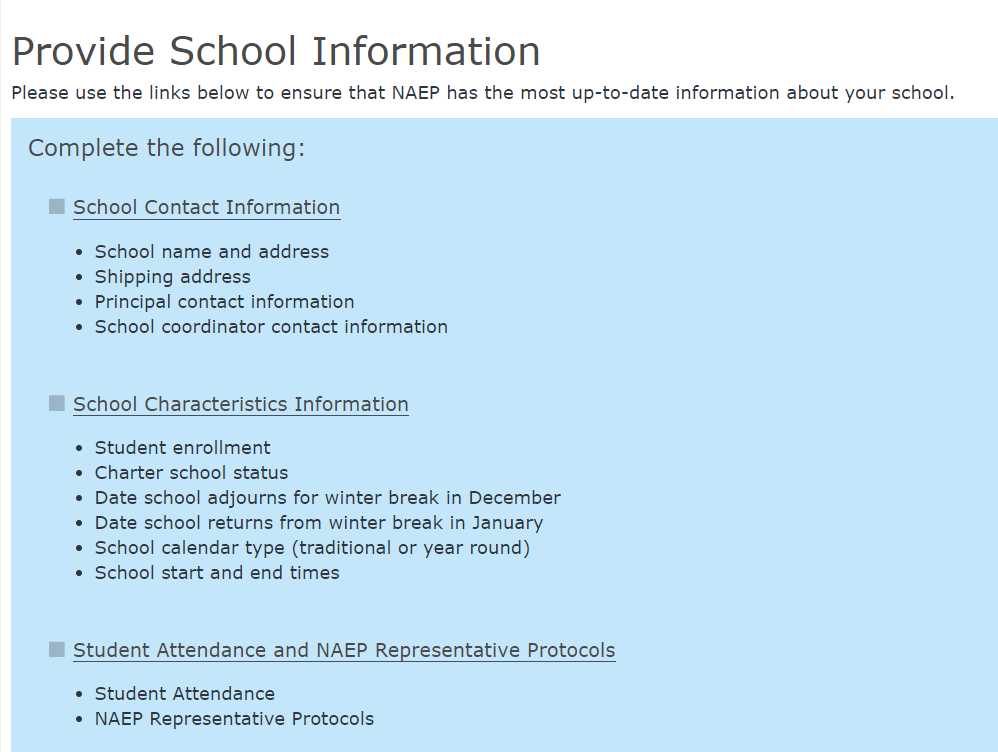 Provide School Information
Please use the links below to ensure that NAEP has the most up-to-date information about your school.
Complete the following:
School Contact Information
• School name and address
• Shipping address
• Principal contact information
• School coordinator contact information
School Characteristics Information
• Student enrollment
• Charter school status
• Date school adjourns for winter break in December
• Date school returns from winter break in January
• School calendar type (traditional or year round)
• School start and end times
Student Attendance and NAEP Representative Protocols
• Student Attendance
• NAEP Representative Protocols